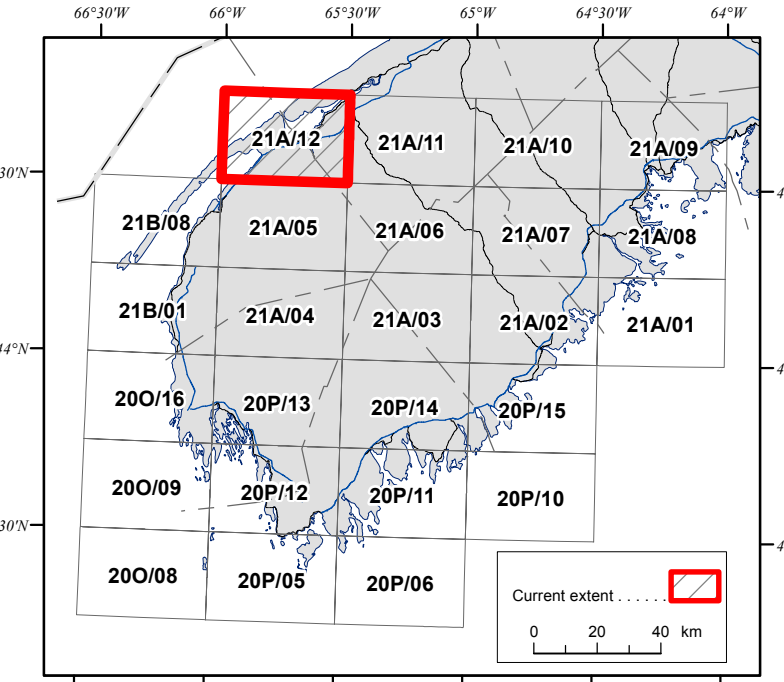 66°30'W 66°W 65°30'W 65°W 64°30'W 64°W
21A/12 21A/11 21A/10 21A/09
30'N
21B/08 21A/05 21A/06 21A/07 21A/08
21B/01 21A/04 21A/03 21A/02 21A/01
4°N
20O/16 20P/13 20P/14 20P/15
20O/09 20P/12 20P/11 20P/10
30'N
20O/08 20P/05 20P/06
Current extent . . . . . .
0 20 40 km